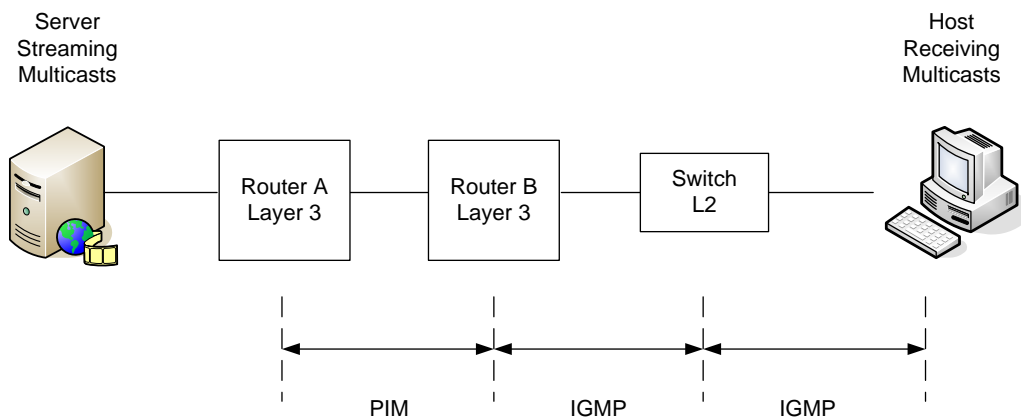 Server
Streaming
Multicasts
Host
Receiving
Multicasts
Router A
Layer 3
Router B
Layer 3
Switch
L2
PIM
IGMP
IGMP